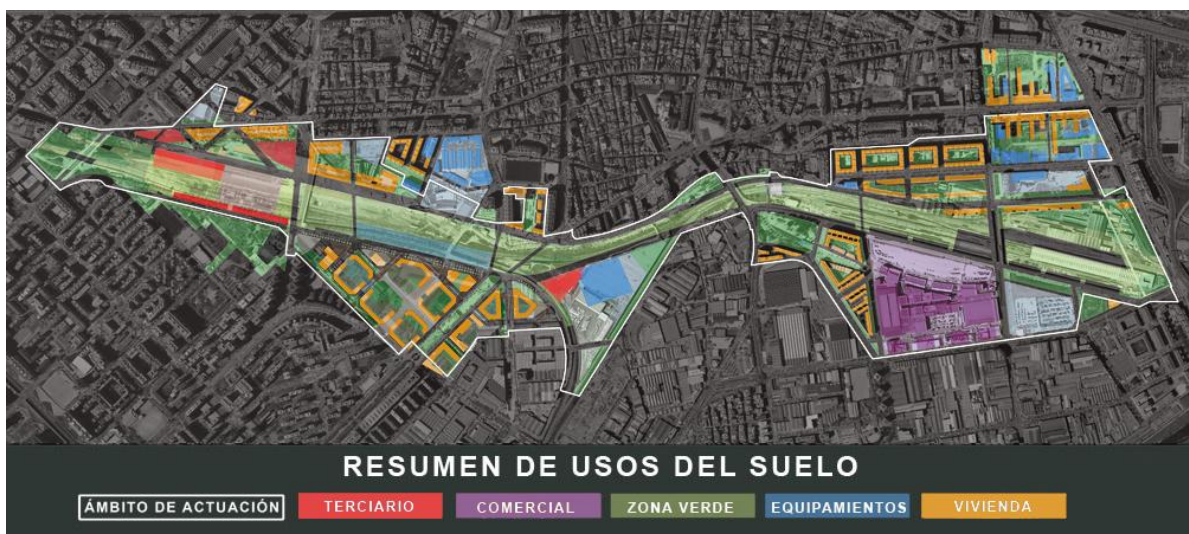 RESUMEN DE USOS DEL SUELO
ÁMBITO DE ACTUACIÓN TERCIARIO COMERCIAL ZONA VERDE EQUIPAMIENTOS VIVIENDA